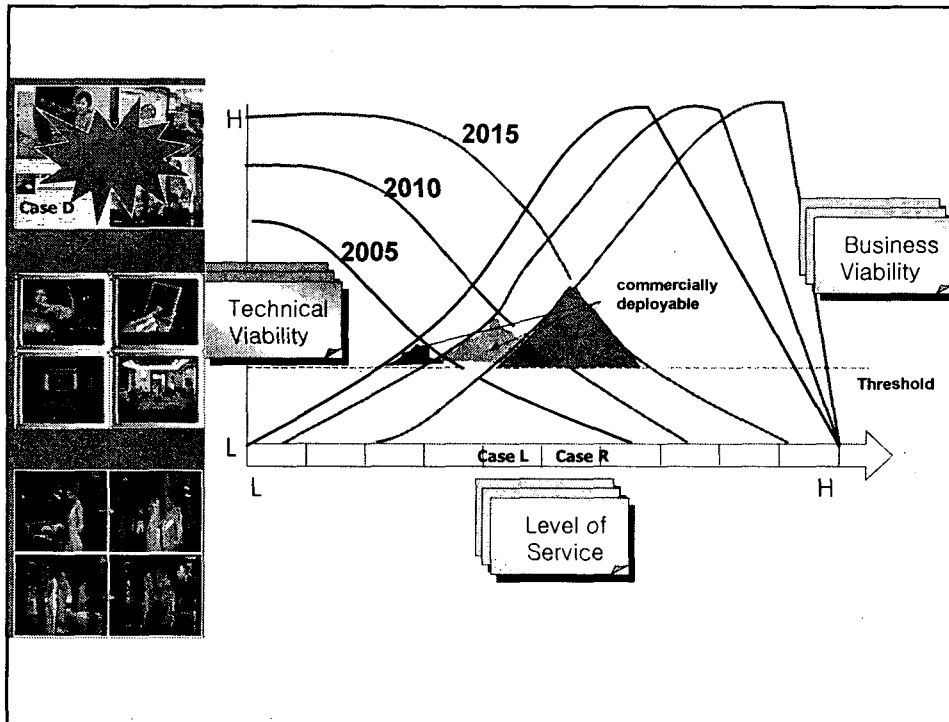 Case D
H
2015
2010
2005
Technical
Viability
commercially
deployable
Business
Viability
Threshold
L
Case L
Case R
L
H
Level of
Service